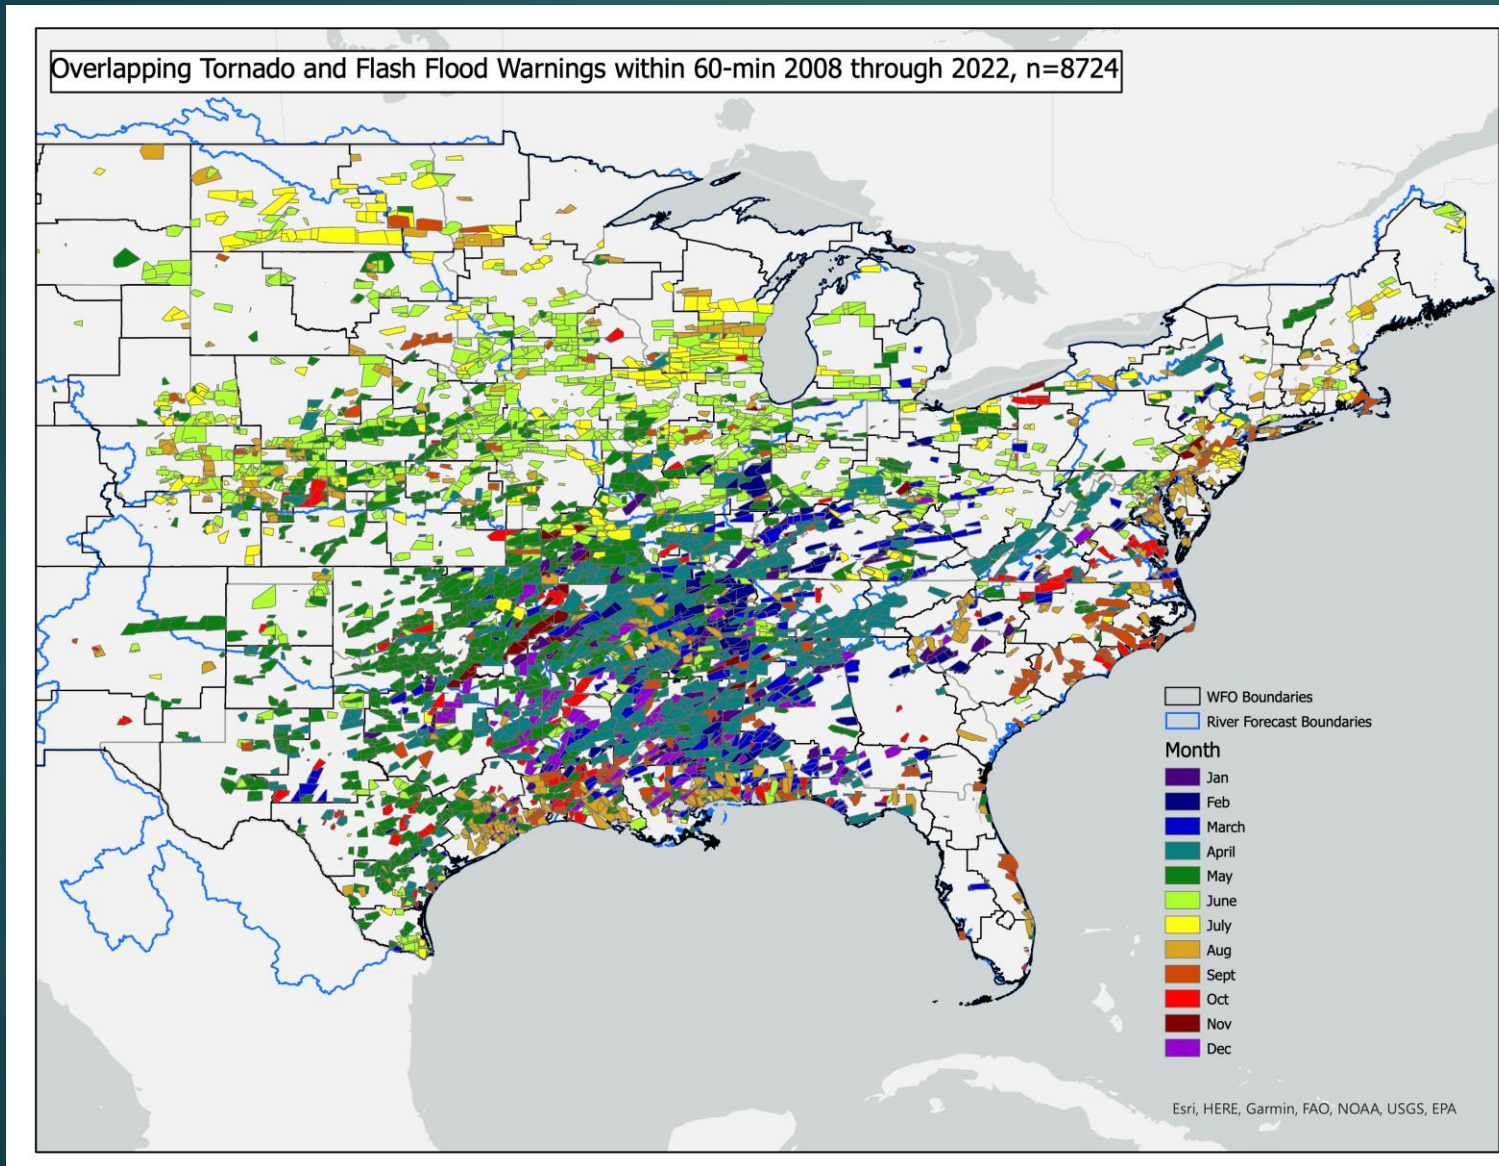 Overlapping Tornado and Flash Flood Warnings within 60-min 2008 through 2022, n=8724
WFO Boundaries
River Forecast Boundaries
Month
Jan
Feb
March
April
May
June
July
Aug
Sept
Oct
Nov
Dec
Esri, HERE, Garmin, FAO, NOAA, USGS, EPA